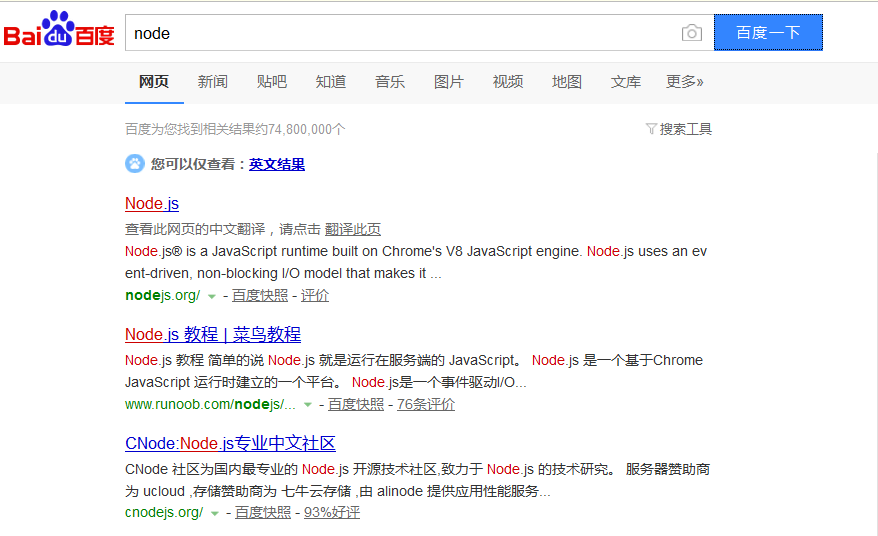 Bai du 百度 node 百度一下
网页 新闻 贴吧 知道 音乐 图片 视频 地图 文库 更多»
百度为您找到相关结果约74,800,000个 搜索工具
您可以仅查看：英文结果
Node.js
查看此网页的中文翻译，请点击 翻译此页
Node.js® is a JavaScript runtime built on Chrome's V8 JavaScript engine. Node.js uses an ev
ent-driven, non-blocking I/O model that makes it ...
nodejs.org/ - 百度快照 - 评价
Node.js 教程 | 菜鸟教程
Node.js 教程 简单的说 Node.js 就是运行在服务端的 JavaScript。 Node.js 是一个基于Chrome
JavaScript 运行时建立的一个平台。 Node.js是一个事件驱动I/O...
www.runoob.com/nodejs/... - 百度快照 - 76条评价
CNode:Node.js专业中文社区
CNode 社区为国内最专业的 Node.js 开源技术社区,致力于 Node.js 的技术研究。 服务器赞助商
为 ucloud ,存储赞助商为 七牛云存储 ,由 alinode 提供应用性能服务...
cnodejs.org/ - 百度快照 - 93%好评